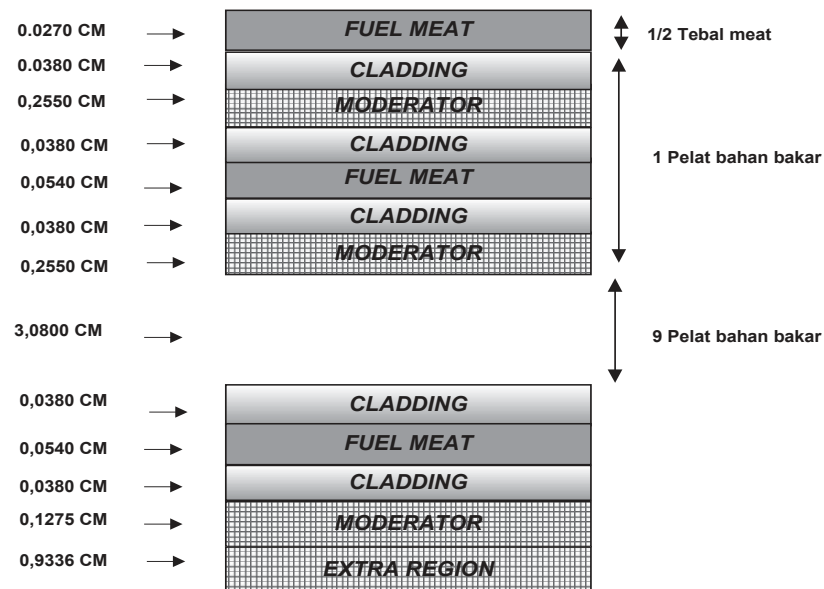 0.0270 CM FUEL MEAT 1/2 Tebal meat
0.0380 CM CLADDING
0,2550 CM MODERATOR
0,0380 CM CLADDING 1 Pelat bahan bakar
0,0540 CM FUEL MEAT
0,0380 CM CLADDING
0,2550 CM MODERATOR
3,0800 CM 9 Pelat bahan bakar
0,0380 CM CLADDING
0,0540 CM FUEL MEAT
0,0380 CM CLADDING
0,1275 CM MODERATOR
0,9336 CM EXTRA REGION